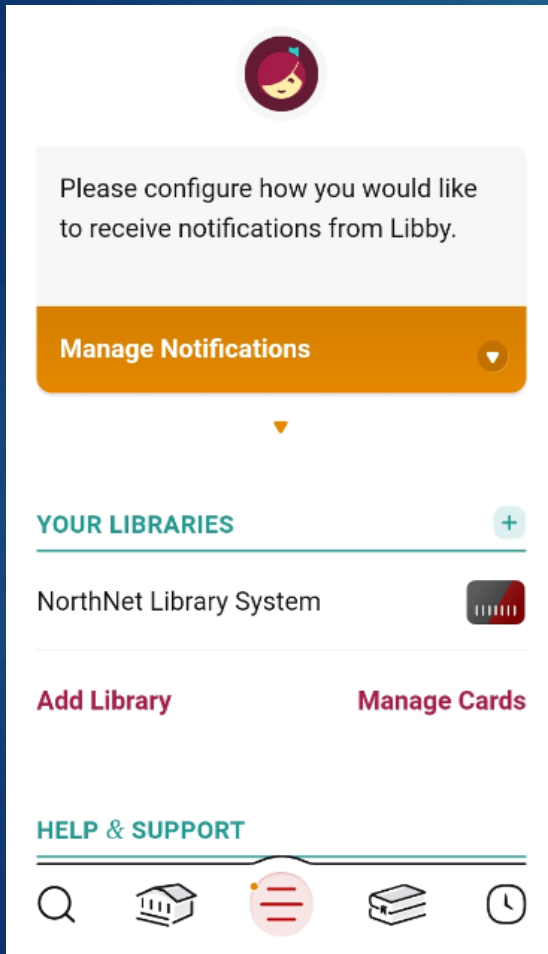 Please configure how you would like
to receive notifications from Libby.
Manage Notifications
YOUR LIBRARIES
NorthNet Library System
Add Library Manage Cards
HELP & SUPPORT